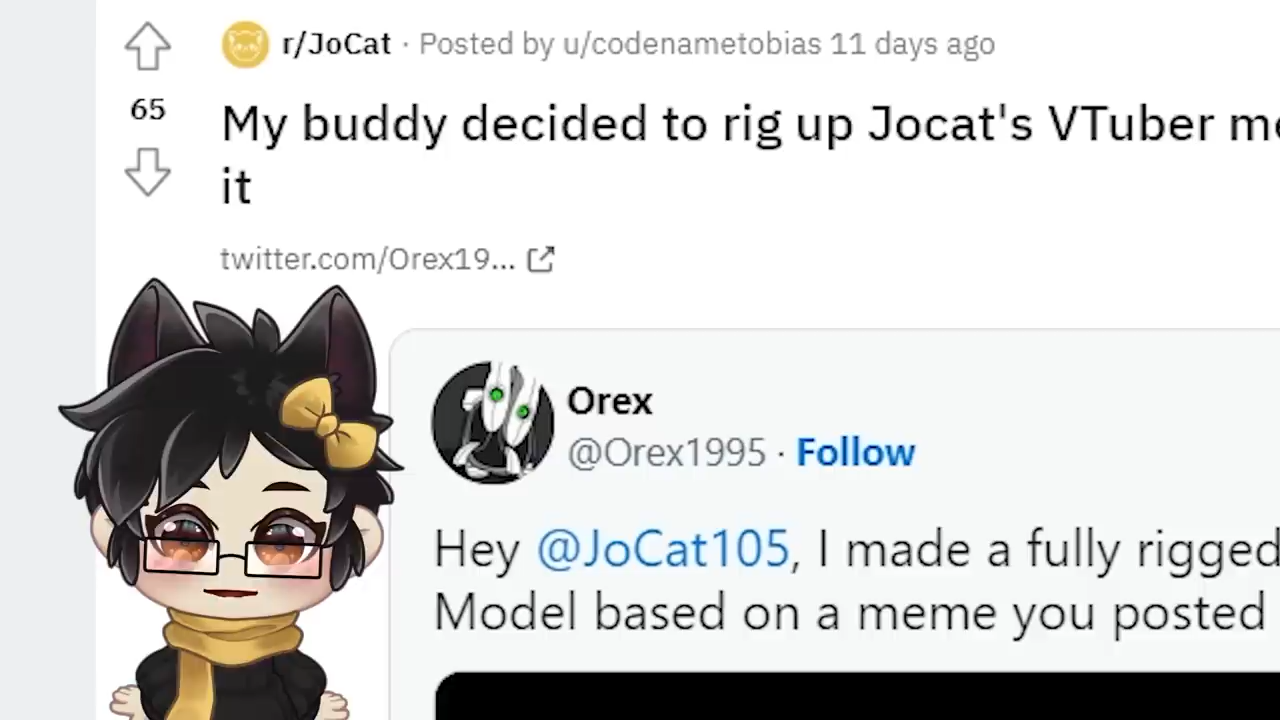 r/JoCat · Posted by u/codenametobias 11 days ago
65
My buddy decided to rig up Jocat's VTuber
it
twitter.com/Orex19...
Orex
@Orex1995 · Follow
Hey @JoCat105, I made a fully rigged
Model based on a meme you posted